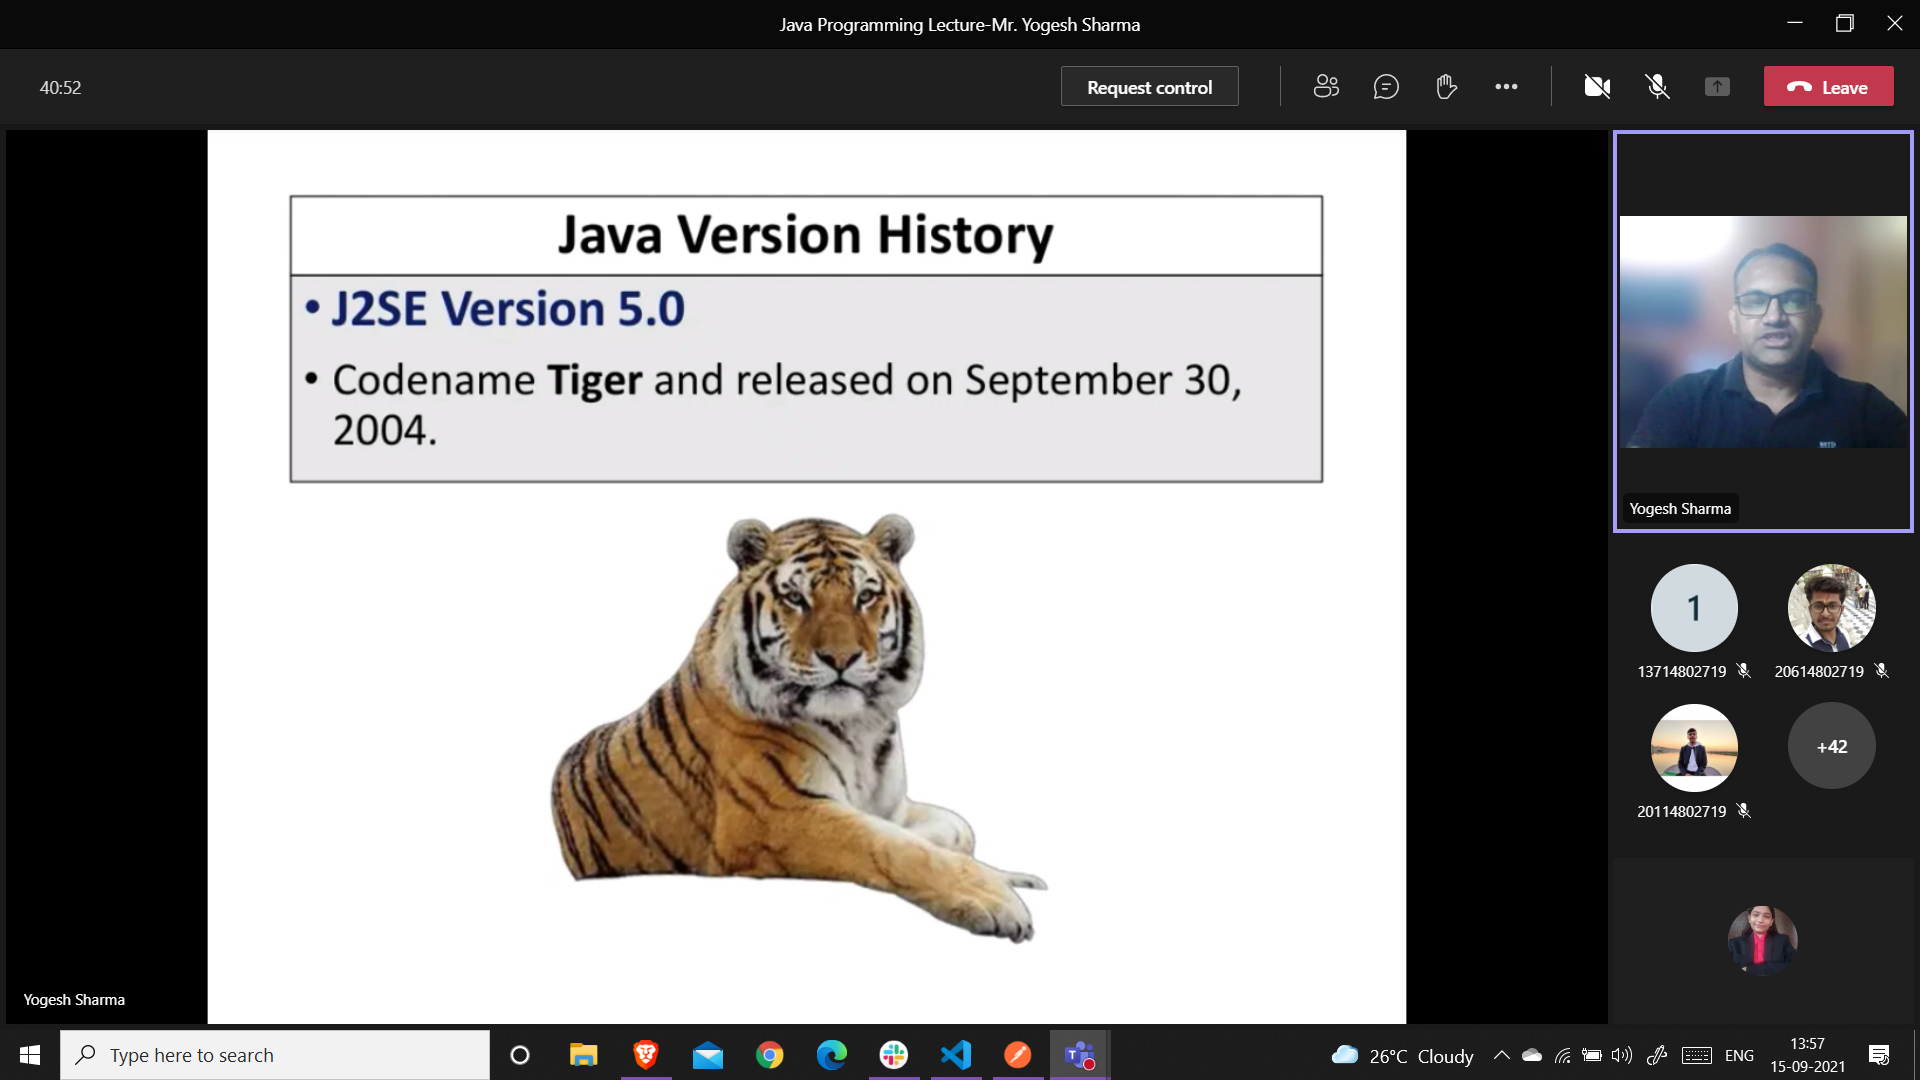 Java Programming Lecture-Mr. Yogesh Sharma
40:52
Request control
Leave
Java Version History
• J2SE Version 5.0
• Codename Tiger and released on September 30,
2004.
Yogesh Sharma
Yogesh Sharma
1
13714802719
20614802719
20114802719
+42
Type here to search
26°C Cloudy
ENG
13:57
15-09-2021